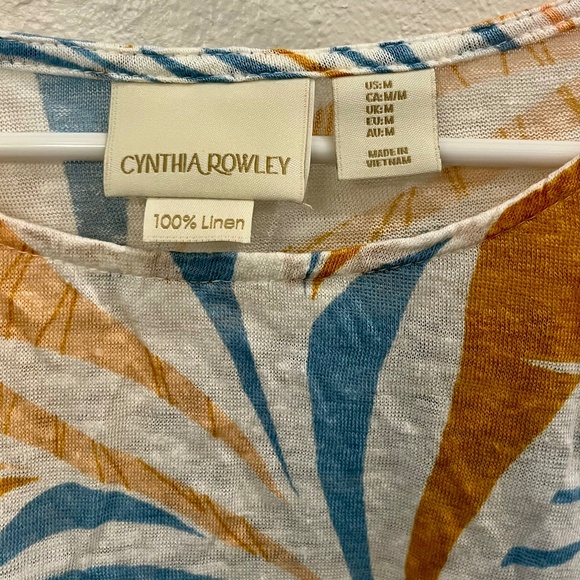 CYNTHIA ROWLEY
100% Linen
US:M
CA:M/M
UK:M
EU:M
AU:M
MADE IN
VIETNAM